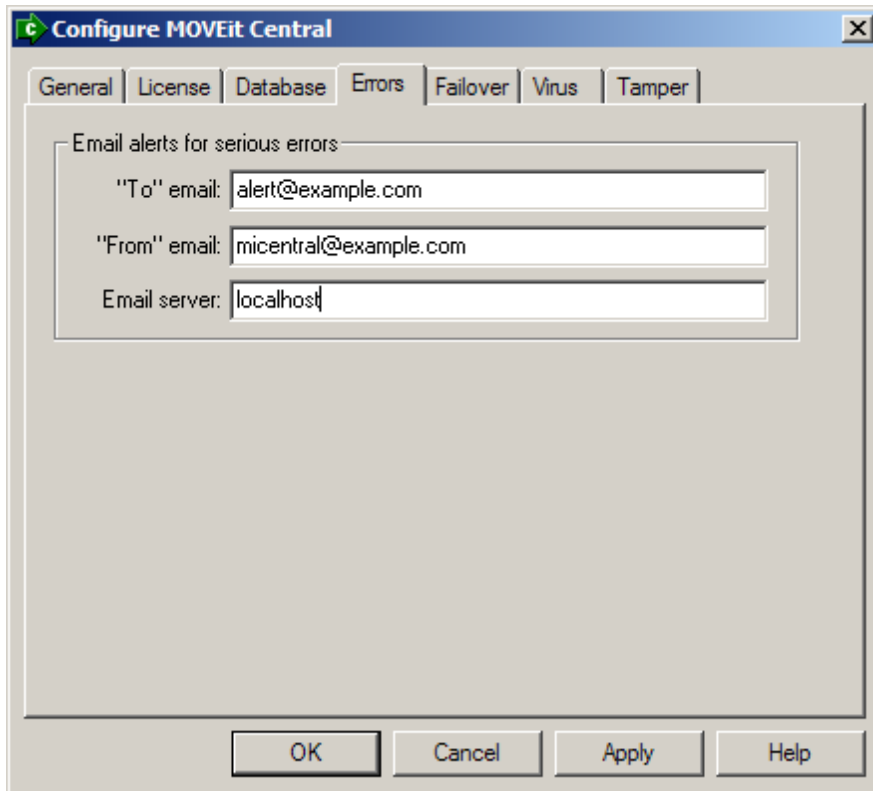 Configure MOVEit Central
General License Database Errors Failover Virus Tamper
Email alerts for serious errors
"To" email: alert@example.com
"From" email: micentral@example.com
Email server: localhost
OK Cancel Apply Help